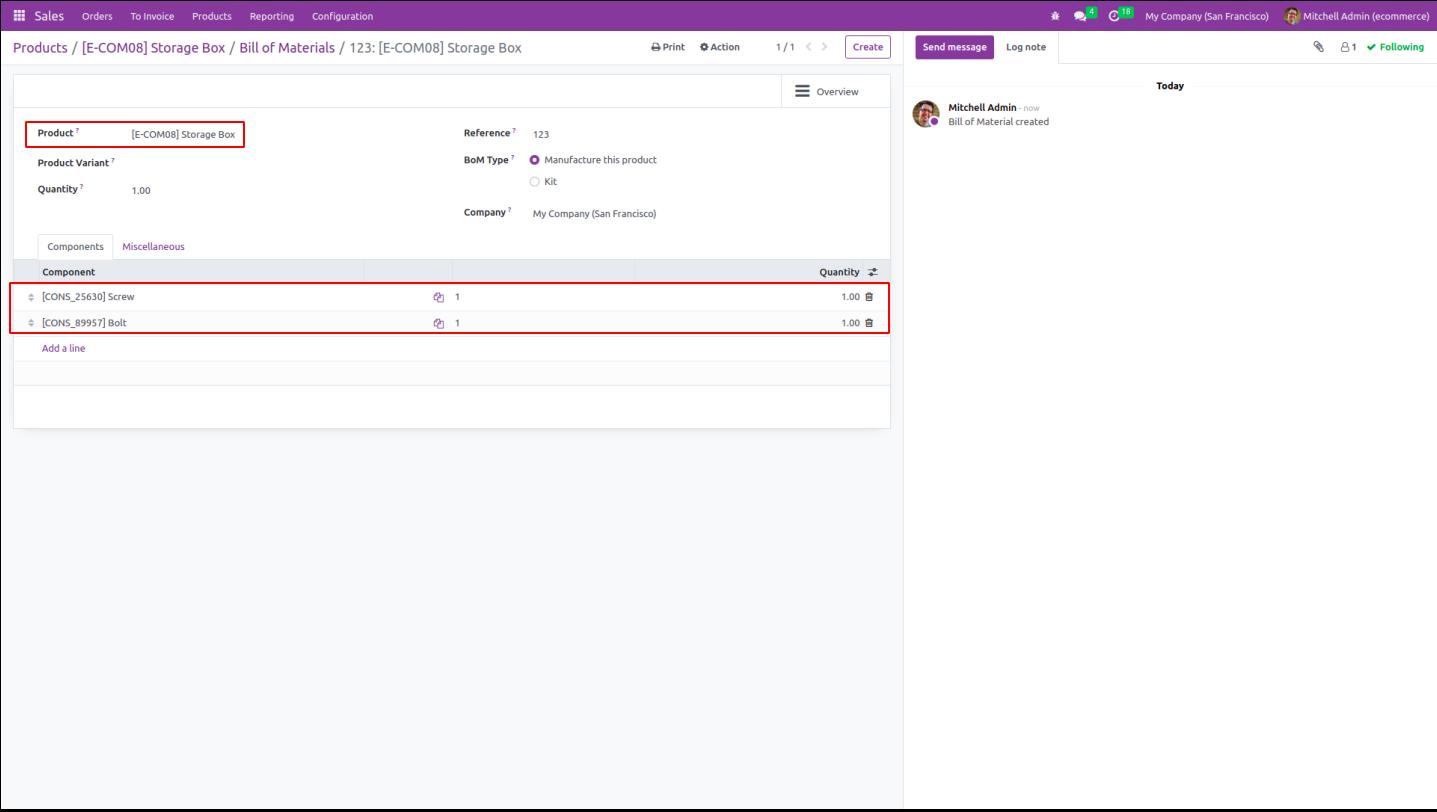 Sales Orders To Invoice Products Reporting Configuration 4 18 My Company (San Francisco) Mitchell Admin (ecommerce)
Products / [E-COM08] Storage Box / Bill of Materials / 123: [E-COM08] Storage Box Print Action 1 / 1 Create
Send message Log note 1 Following
Overview
Today
Product ? [E-COM08] Storage Box
Product Variant ?
Quantity ? 1.00
Reference ? 123
BoM Type ? Manufacture this product
Kit
Company ? My Company (San Francisco)
Mitchell Admin - now
Bill of Material created
Components Miscellaneous
Component Quantity
[CONS_25630] Screw 1 1.00
[CONS_89957] Bolt 1 1.00
Add a line